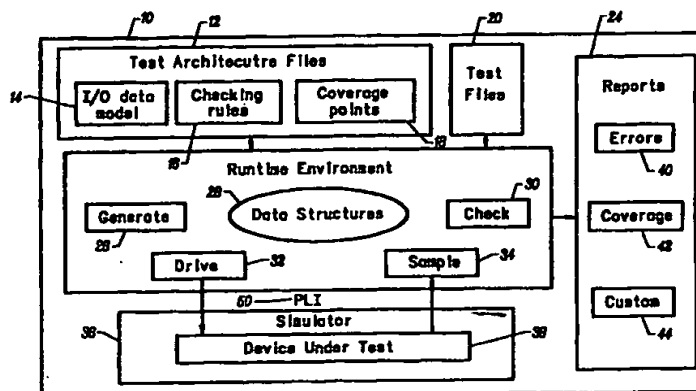 10
12
20
24
Test Architecutre Files
14
I/O data model
Checking rules
Coverage points
16
18
Test Files
Reports
Errors
40
Coverage
42
Custom
44
Runtime Environment
28
Data Structures
30
Generate
Check
Drive
32
Sample
34
60
PLI
36
Simulator
Device Under Test
38